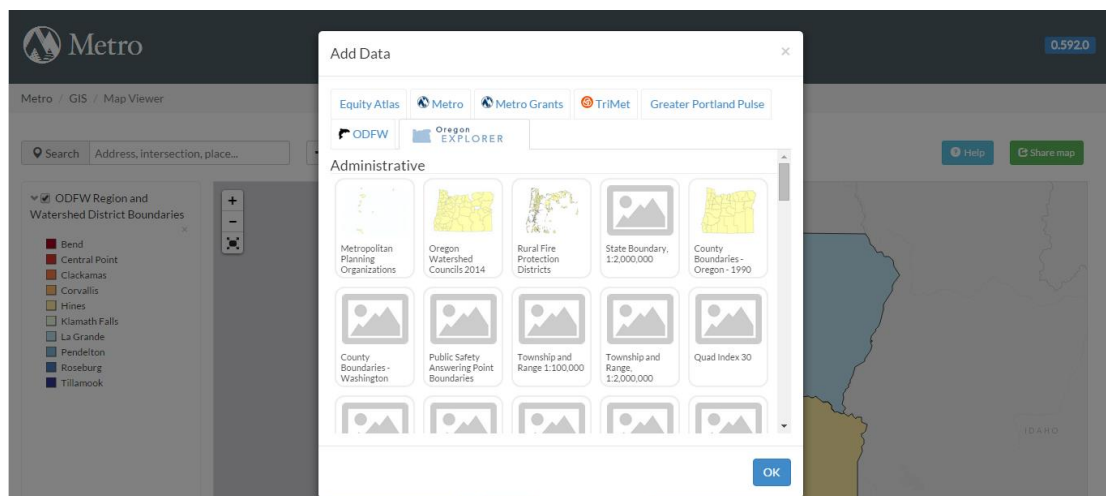 Metro
0.592.0
Metro / GIS / Map Viewer
Search
Address, intersection, place...
Help
Share map
ODFW Region and
Watershed District Boundaries
×
Bend
Central Point
Clackamas
Corvallis
Hines
Klamath Falls
La Grande
Pendelton
Roseburg
Tillamook
+
−
Add Data
×
Equity Atlas
Metro
Metro Grants
TriMet
Greater Portland Pulse
ODFW
Oregon
EXPLORER
Administrative
Metropolitan
Planning
Organizations
Oregon
Watershed
Councils 2014
Rural Fire
Protection
Districts
State Boundary,
1:2,000,000
County
Boundaries -
Oregon - 1990
County
Boundaries -
Washington
Public Safety
Answering Point
Boundaries
Township and
Range 1:100,000
Township and
Range,
1:2,000,000
Quad Index 30
OK
IDAHO